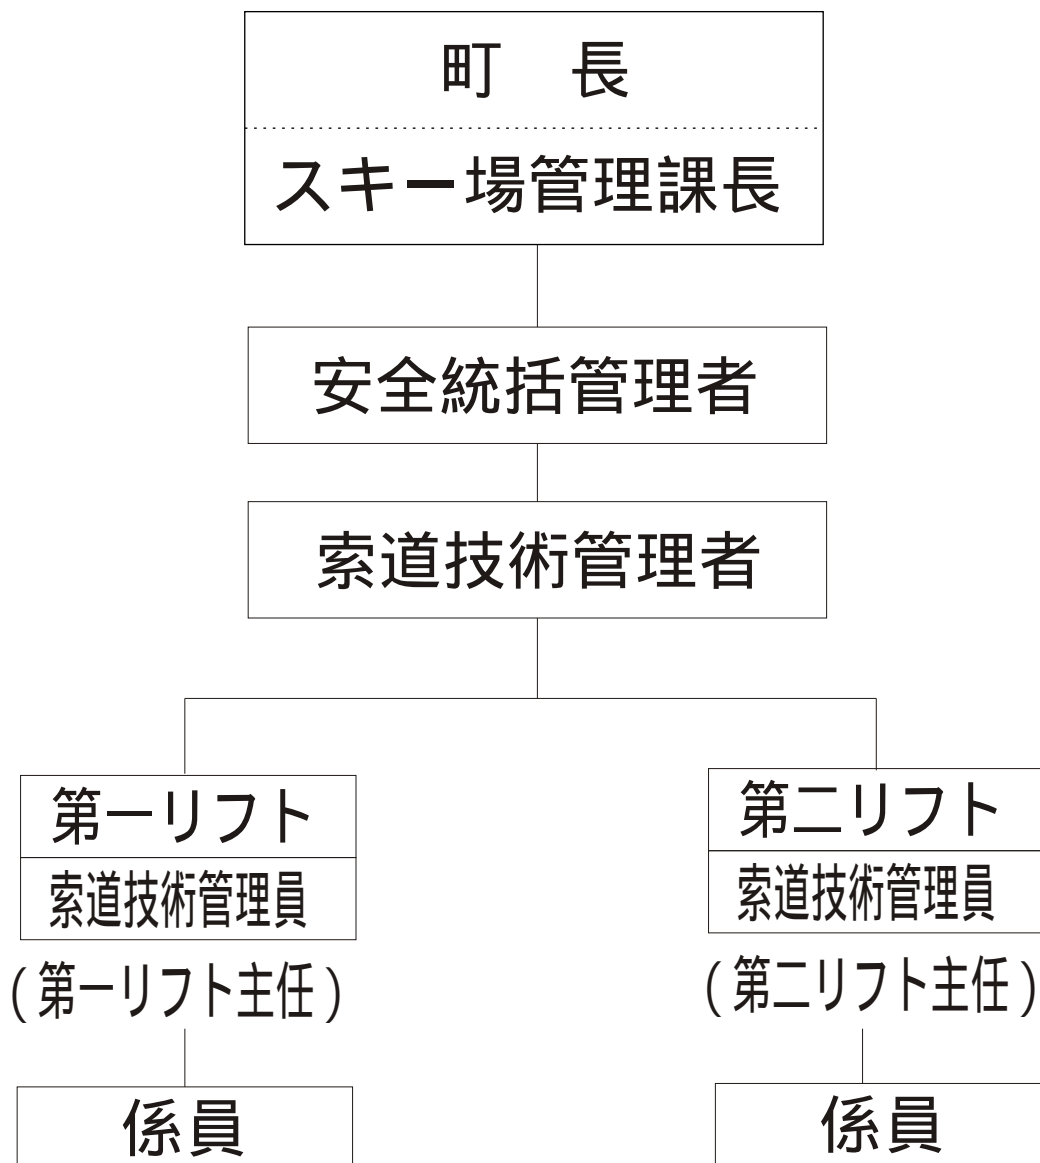 町　長
スキー場管理課長
安全統括管理者
索道技術管理者
第一リフト
索道技術管理員
(第一リフト主任)
係員
第二リフト
索道技術管理員
(第二リフト主任)
係員